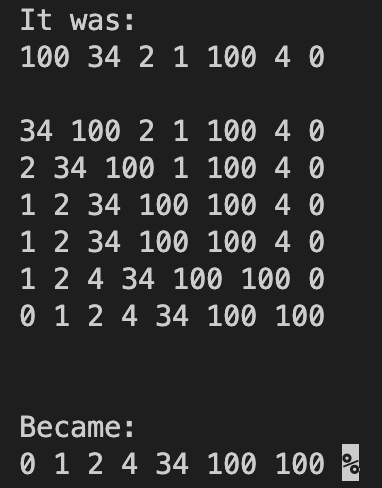 It was:
100 34 2 1 100 4 0
34 100 2 1 100 4 0
2 34 100 1 100 4 0
1 2 34 100 100 4 0
1 2 34 100 100 4 0
1 2 4 34 100 100 0
0 1 2 4 34 100 100
Became:
0 1 2 4 34 100 100 %